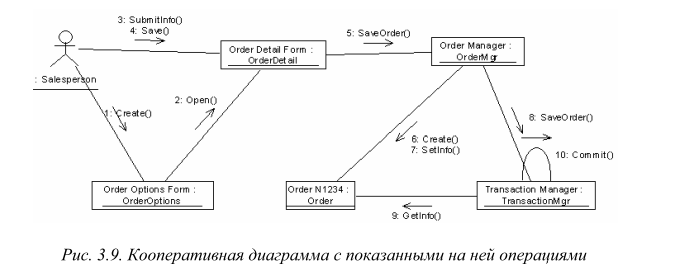 3: SubmitInfo()
4: Save()
5: SaveOrder()
Order Detail Form :
OrderDetail
Order Manager :
OrderMgr
: Salesperson
2: Open()
1: Create()
8: SaveOrder()
6: Create()
7: SetInfo()
10: Commit()
Order Options Form :
OrderOptions
Order N1234 :
Order
Transaction Manager :
TransactionMgr
9: GetInfo()
Рис. 3.9. Кооперативная диаграмма с показанными на ней операциями